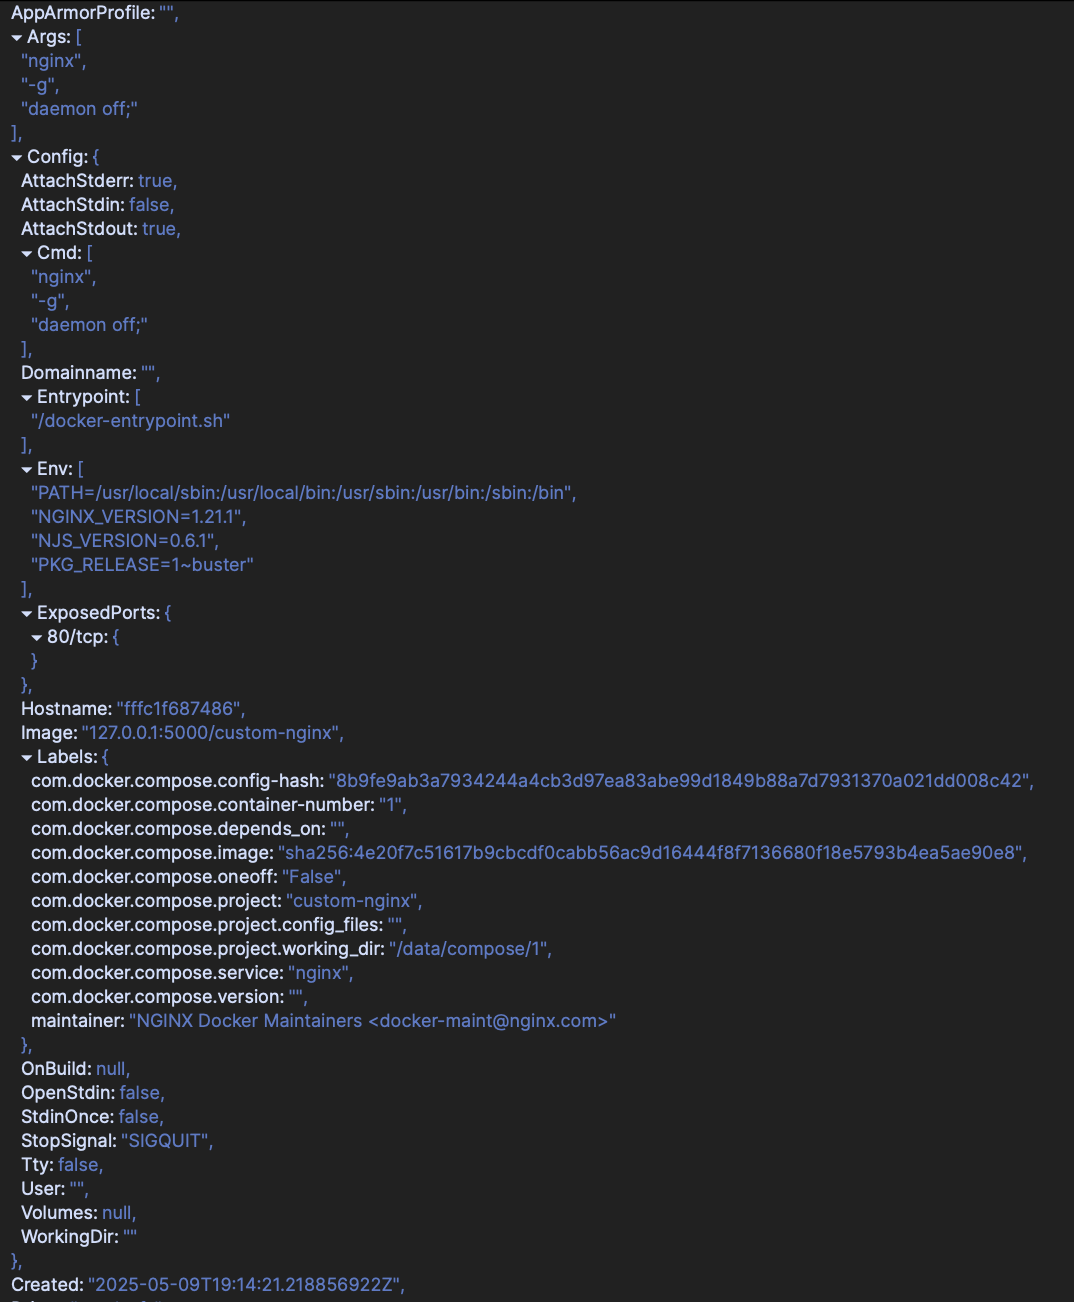 AppArmorProfile: "",
Args: [
"nginx",
"-g",
"daemon off;"
],
Config: {
AttachStderr: true,
AttachStdin: false,
AttachStdout: true,
Cmd: [
"nginx",
"-g",
"daemon off;"
],
Domainname: "",
Entrypoint: [
"/docker-entrypoint.sh"
],
Env: [
"PATH=/usr/local/sbin:/usr/local/bin:/usr/sbin:/usr/bin:/sbin:/bin",
"NGINX_VERSION=1.21.1",
"NJS_VERSION=0.6.1",
"PKG_RELEASE=1~buster"
],
ExposedPorts: {
80/tcp: {
}
},
Hostname: "fffc1f687486",
Image: "127.0.0.1:5000/custom-nginx",
Labels: {
com.docker.compose.config-hash: "8b9fe9ab3a7934244a4cb3d97ea83abe99d1849b88a7d7931370a021dd008c42",
com.docker.compose.container-number: "1",
com.docker.compose.depends_on: "",
com.docker.compose.image: "sha256:4e20f7c51617b9cbcdf0cabb56ac9d16444f8f7136680f18e5793b4ea5ae90e8",
com.docker.compose.oneoff: "False",
com.docker.compose.project: "custom-nginx",
com.docker.compose.project.config_files: "",
com.docker.compose.project.working_dir: "/data/compose/1",
com.docker.compose.service: "nginx",
com.docker.compose.version: "",
maintainer: "NGINX Docker Maintainers <docker-maint@nginx.com>"
},
OnBuild: null,
OpenStdin: false,
StdinOnce: false,
StopSignal: "SIGQUIT",
Tty: false,
User: "",
Volumes: null,
WorkingDir: ""
},
Created: "2025-05-09T19:14:21.218856922Z",